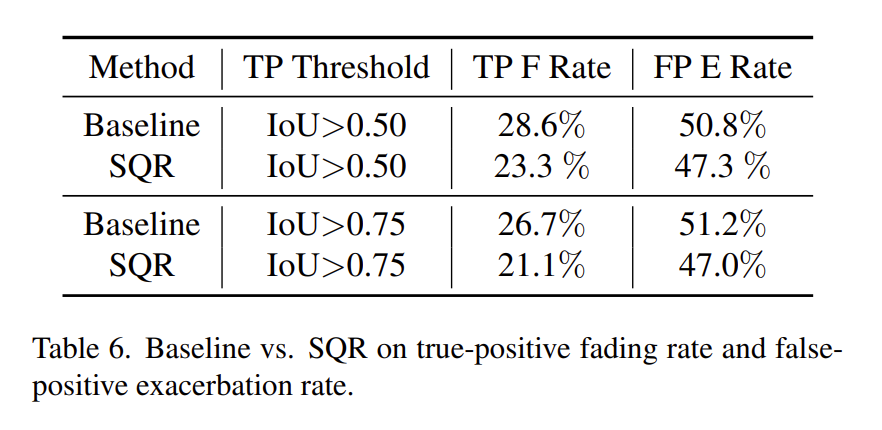 Method TP Threshold TP F Rate FP E Rate
Baseline IoU>0.50 28.6% 50.8%
SQR IoU>0.50 23.3 % 47.3 %
Baseline IoU>0.75 26.7% 51.2%
SQR IoU>0.75 21.1% 47.0%
Table 6. Baseline vs. SQR on true-positive fading rate and false-
positive exacerbation rate.